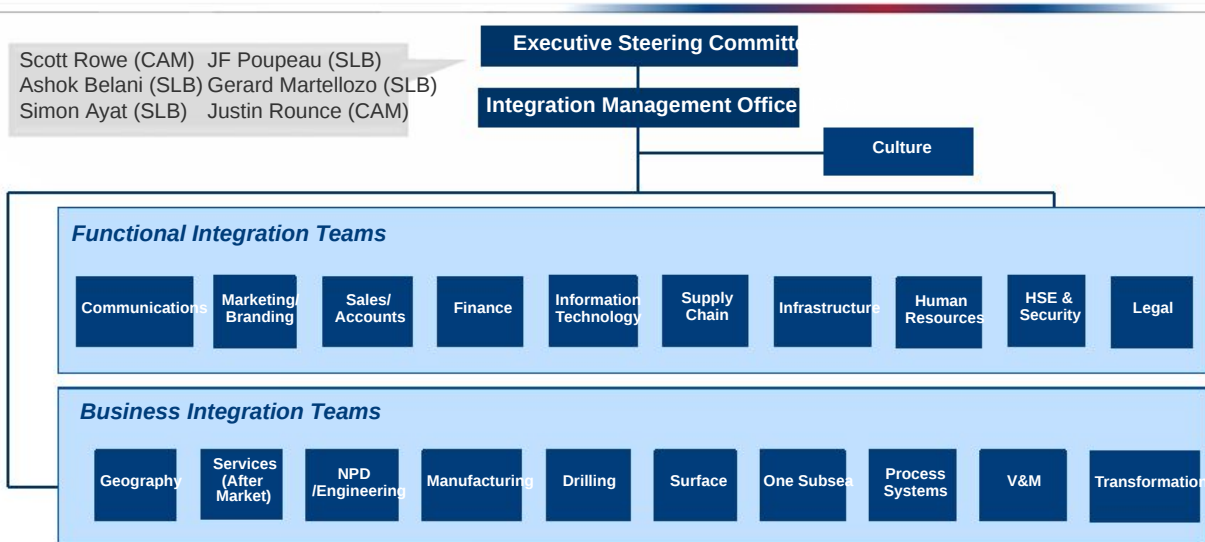 Executive Steering Committe
Scott Rowe (CAM) JF Poupeau (SLB)
Ashok Belani (SLB) Gerard Martellozo (SLB)
Simon Ayat (SLB) Justin Rounce (CAM)
Integration Management Office
Culture
Functional Integration Teams
Communications
Marketing/
Branding
Sales/
Accounts
Finance
Information
Technology
Supply
Chain
Infrastructure
Human
Resources
HSE &
Security
Legal
Business Integration Teams
Geography
Services
(After
Market)
NPD
/Engineering
Manufacturing
Drilling
Surface
One Subsea
Process
Systems
V&M
Transformation